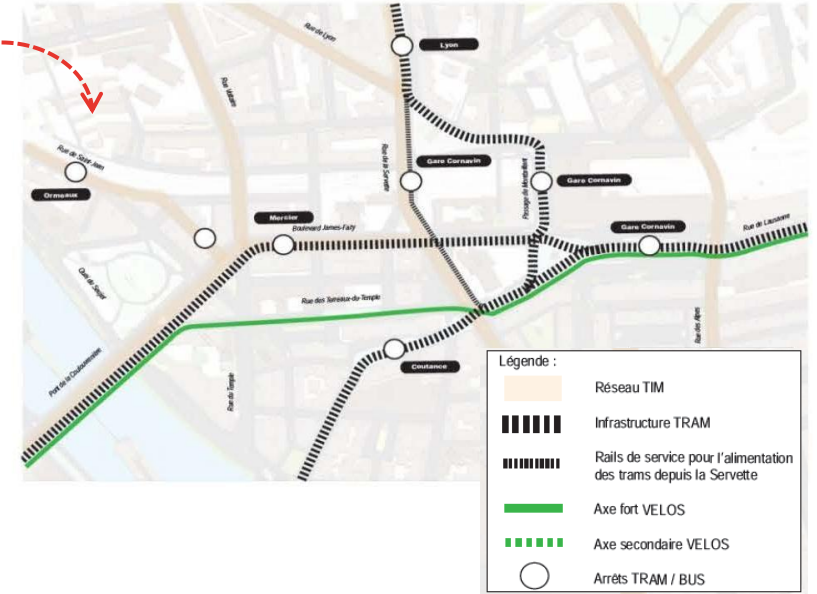 Lyon
Rue de Lyon
Rue Voltaire
Rue de Saint-Jean
Ormeaux
Rue de la Servette
Gare Cornavin
Passage de Montbrillant
Gare Cornavin
Mercier
Boulevard James-Fazy
Gare Cornavin
Rue de Lausanne
Quai du Seujet
Rue des Terreaux-du-Temple
Rue des Alpes
Pont de la Coulouvrenière
Rue du Temple
Coutance
Légende :
Réseau TIM
Infrastructure TRAM
Rails de service pour l'alimentation
des trams depuis la Servette
Axe fort VELOS
Axe secondaire VELOS
Arrêts TRAM / BUS